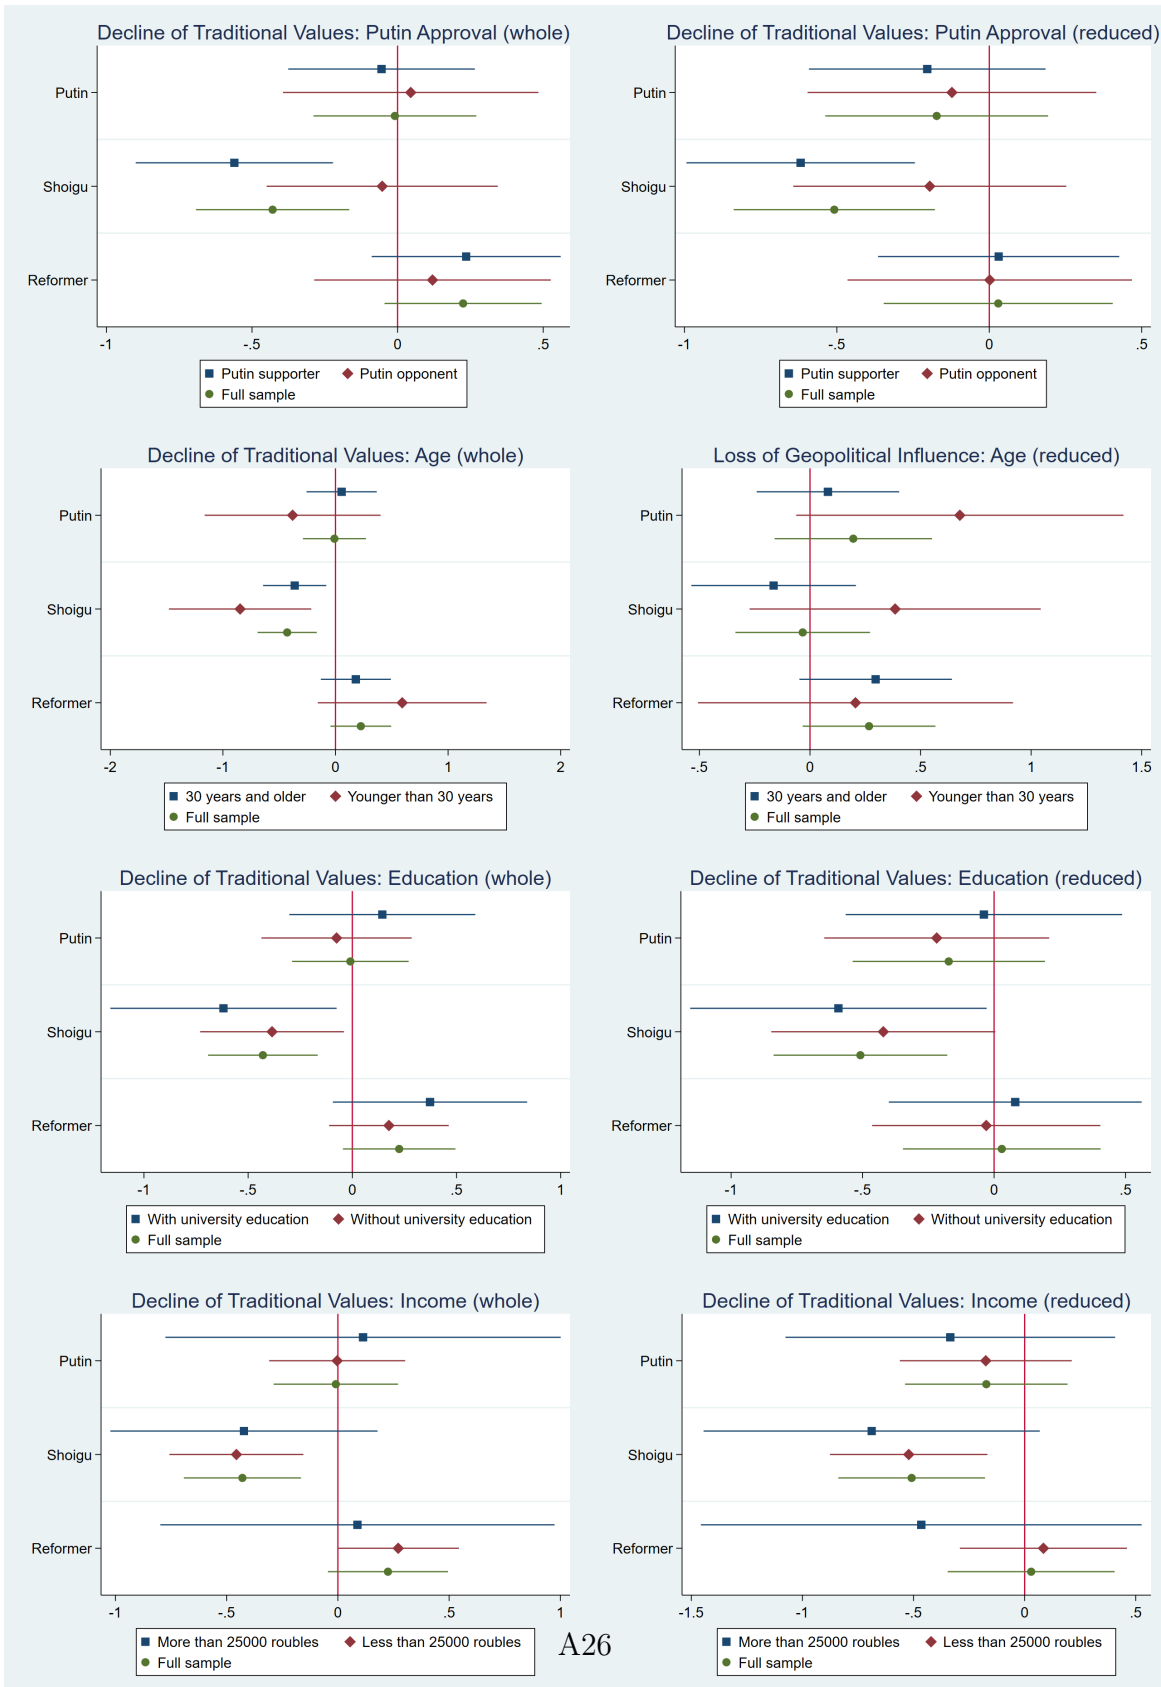 Decline of Traditional Values: Putin Approval (whole)
Putin
Shoigu
Reformer
-1 -.5 0 .5
Putin supporter Putin opponent
Full sample
Decline of Traditional Values: Putin Approval (reduced)
Putin
Shoigu
Reformer
-1 -.5 0 .5
Putin supporter Putin opponent
Full sample
Decline of Traditional Values: Age (whole)
Putin
Shoigu
Reformer
-2 -1 0 1 2
30 years and older Younger than 30 years
Full sample
Loss of Geopolitical Influence: Age (reduced)
Putin
Shoigu
Reformer
-.5 0 .5 1 1.5
30 years and older Younger than 30 years
Full sample
Decline of Traditional Values: Education (whole)
Putin
Shoigu
Reformer
-1 -.5 0 .5 1
With university education Without university education
Full sample
Decline of Traditional Values: Education (reduced)
Putin
Shoigu
Reformer
-1 -.5 0 .5
With university education Without university education
Full sample
Decline of Traditional Values: Income (whole)
Putin
Shoigu
Reformer
-1 -.5 0 .5 1
More than 25000 roubles Less than 25000 roubles
Full sample
Decline of Traditional Values: Income (reduced)
Putin
Shoigu
Reformer
-1.5 -1 -.5 0 .5
More than 25000 roubles Less than 25000 roubles
Full sample
A26